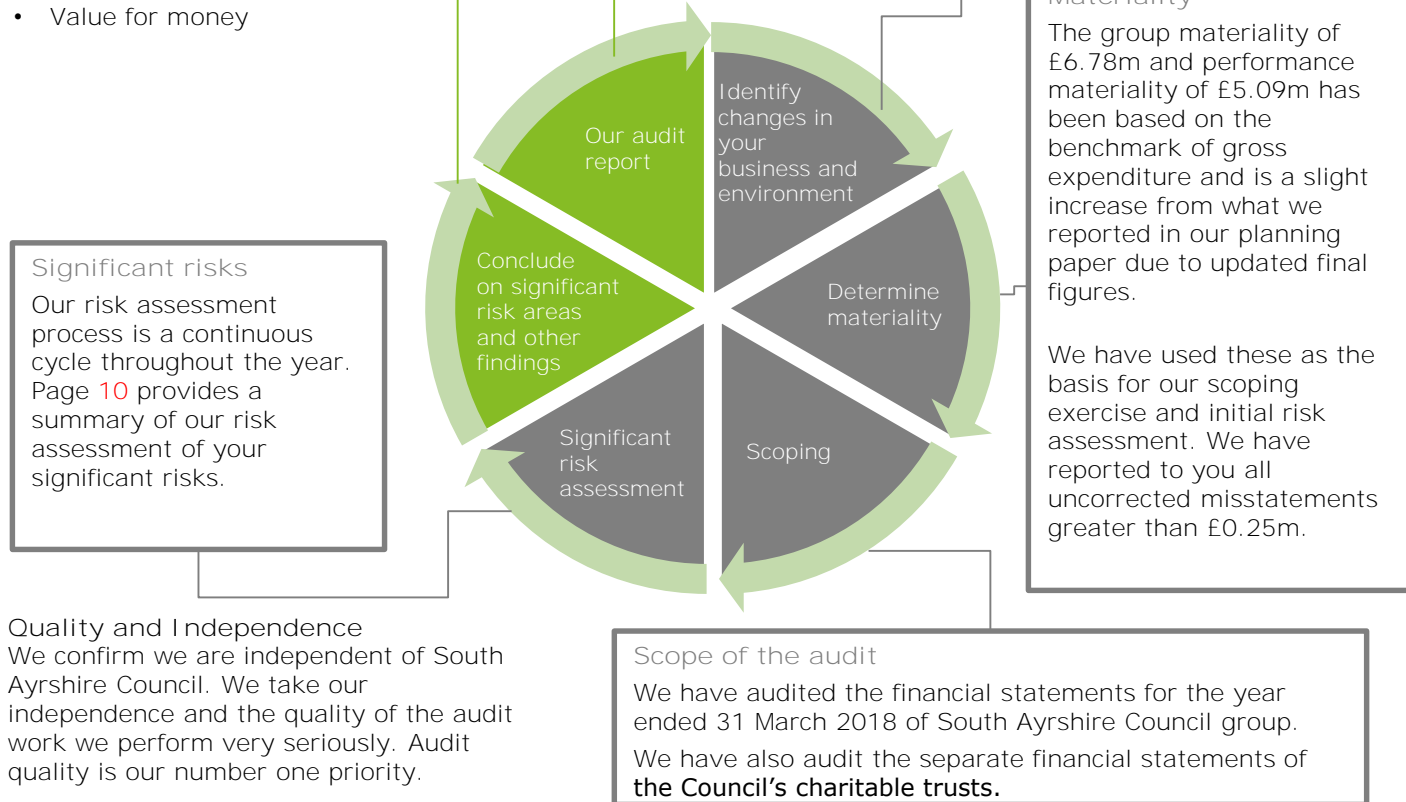 • Value for money
Materiality
The group materiality of
£6.78m and performance
materiality of £5.09m has
been based on the
benchmark of gross
expenditure and is a slight
increase from what we
reported in our planning
paper due to updated final
figures.
We have used these as the
basis for our scoping
exercise and initial risk
assessment. We have
reported to you all
uncorrected misstatements
greater than £0.25m.
Our audit
report
Identify
changes in
your
business and
environment
Conclude
on significant
risk areas
and other
findings
Determine
materiality
Significant
risk
assessment
Scoping
Significant risks
Our risk assessment
process is a continuous
cycle throughout the year.
Page 10 provides a
summary of our risk
assessment of your
significant risks.
Quality and Independence
We confirm we are independent of South
Ayrshire Council. We take our
independence and the quality of the audit
work we perform very seriously. Audit
quality is our number one priority.
Scope of the audit
We have audited the financial statements for the year
ended 31 March 2018 of South Ayrshire Council group.
We have also audit the separate financial statements of
the Council’s charitable trusts.